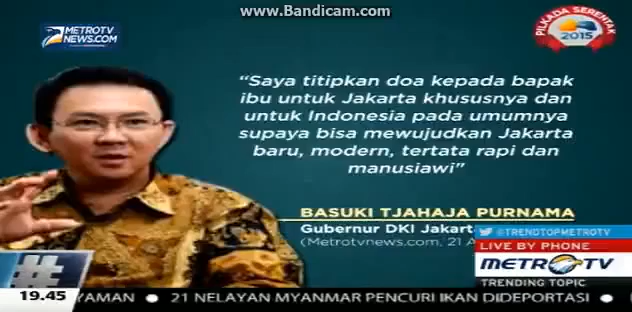 www.Bandicam.com
METROTV
NEWS.COM
PILKADA SERENTAK
2015
“Saya titipkan doa kepada bapak
ibu untuk Jakarta khususnya dan
untuk Indonesia pada umumnya
supaya bisa mewujudkan Jakarta
baru, modern, tertata rapi dan
manusiawi”
BASUKI TJAHAJA PURNAMA
Gubernur DKI Jakarta
(Metrotvnews.com, 21 A
@TRENDTOPMETROTV
LIVE BY PHONE
METRO TV
TRENDING TOPIC
#
19.45
YAMAN ● 21 NELAYAN MYANMAR PENCURI IKAN DIDEPORTASI ●